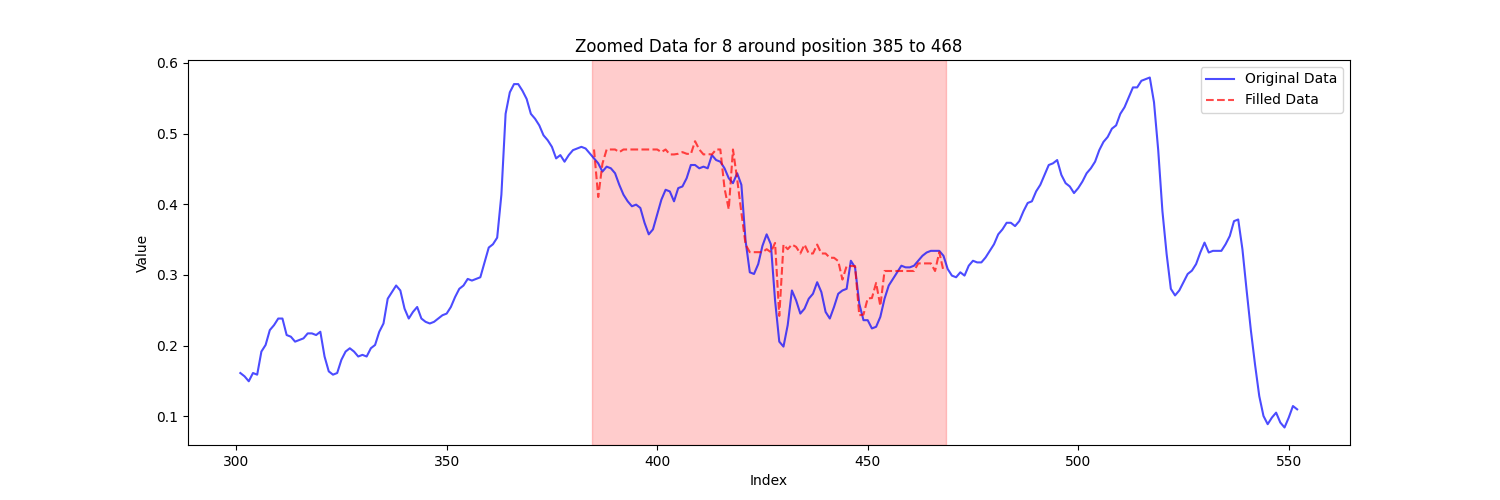 Zoomed Data for 8 around position 385 to 468
Original Data
Filled Data
Value
0.6
0.5
0.4
0.3
0.2
0.1
300 350 400 450 500 550
Index